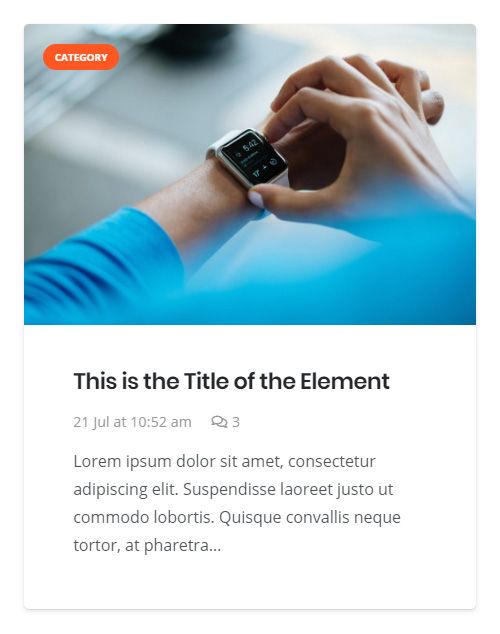 CATEGORY
5:42
This is the Title of the Element
21 Jul at 10:52 am 3
Lorem ipsum dolor sit amet, consectetur
adipiscing elit. Suspendisse laoreet justo ut
commodo lobortis. Quisque convallis neque
tortor, at pharetra...